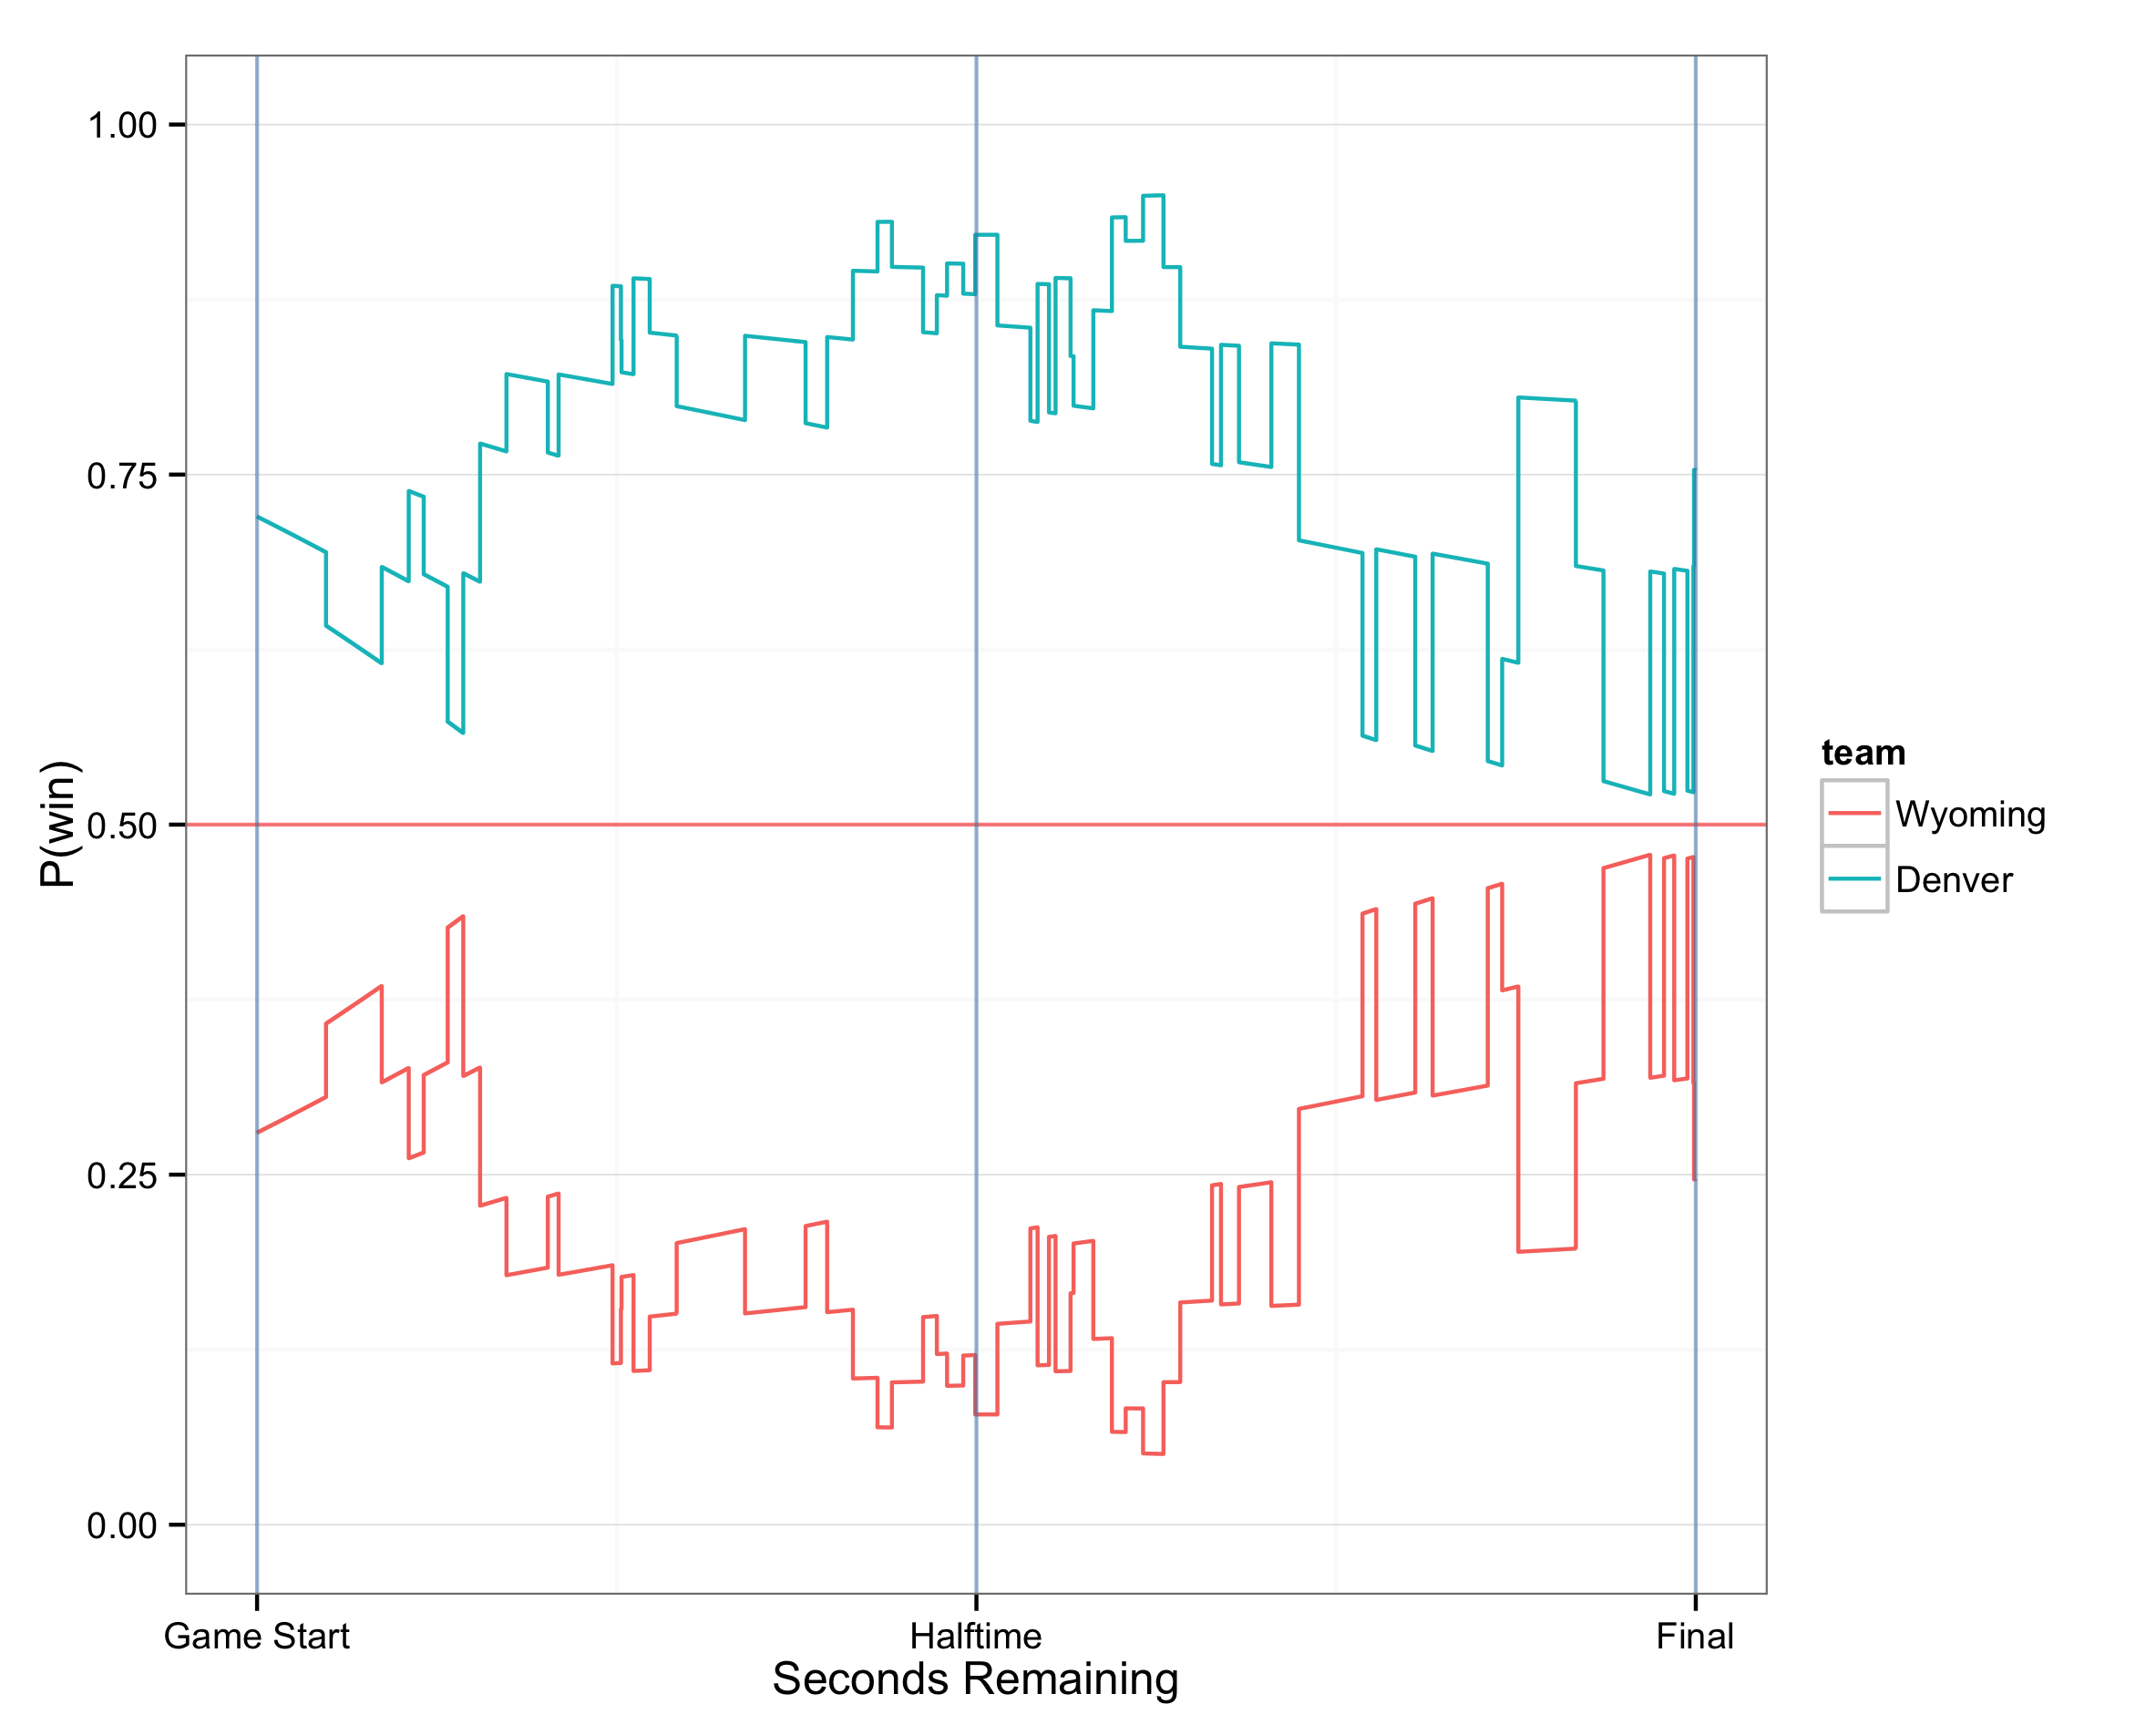 1.00
0.75
0.50
0.25
0.00
P(win)
Game Start
Halftime
Final
Seconds Remaining
team
Wyoming
Denver